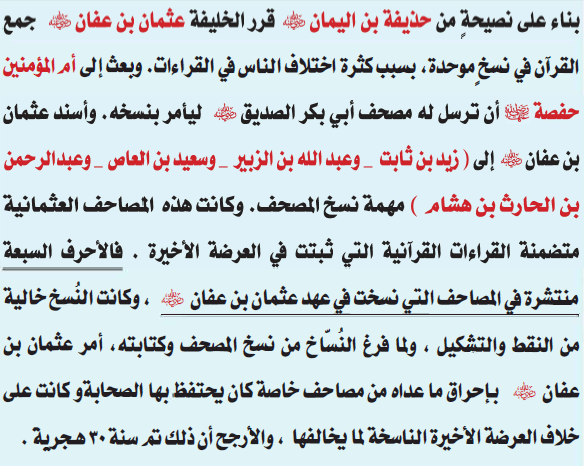 بناء على نصيحةٍ من حذيفة بن اليمان ﷜ قرر الخليفة عثمان بن عفان ﷜ جمع
القرآن في نسخٍ موحدة، بسبب كثرة اختلاف الناس في القراءات. وبعث إلى أم المؤمنين
حفصة أن ترسل له مصحف أبي بكر الصديق ﷜ ليأمر بنسخه. وأسند عثمان
بن عفان ﷜ إلى ( زيد بن ثابت _ وعبد الله بن الزبير _ وسعيد بن العاص _ وعبدالرحمن
بن الحارث بن هشام ) مهمة نسخ المصحف. وكانت هذه المصاحف العثمانية
متضمنة القراءات القرآنية التي ثبتت في العرضة الأخيرة . فالأحرف السبعة
منتشرة في المصاحف التي نسخت في عهد عثمان بن عفان ﷜ ، وكانت النُسخ خالية
من النقط والتشكيل ، ولما فرغ النُسّاخ من نسخ المصحف وكتابته، أمر عثمان بن
عفان ﷜ بإحراق ما عداه من مصاحف خاصة كان يحتفظ بها الصحابة و كانت على
خلاف العرضة الأخيرة الناسخة لما يخالفها ، والأرجح أن ذلك تم سنة ٣٠ هجرية .